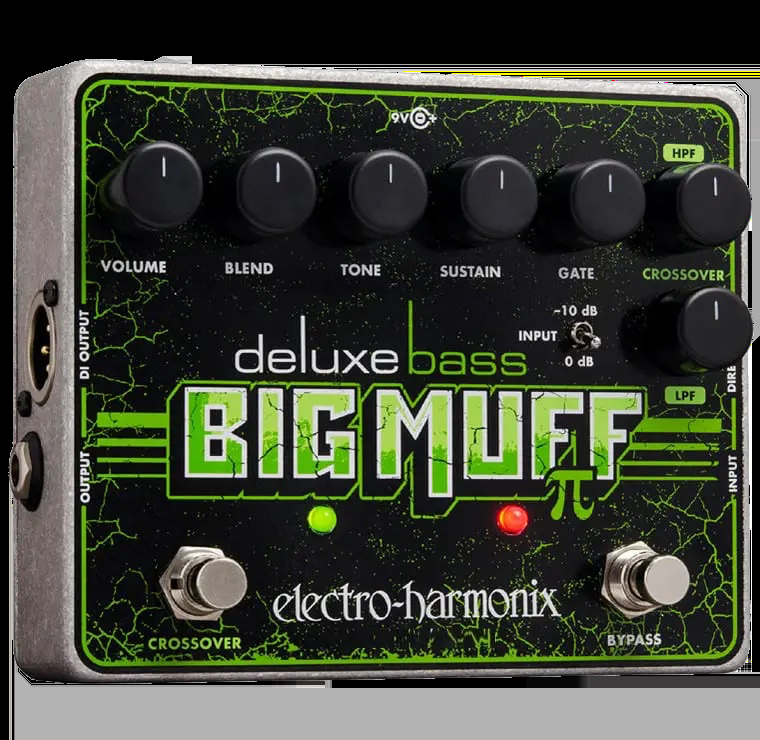 9V
HPF
VOLUME
BLEND
TONE
SUSTAIN
GATE
CROSSOVER
-10 dB
INPUT
0 dB
DI OUTPUT
LPF
deluxe bass
BIG MUFF
π
OUTPUT
INPUT
electro-harmonix
CROSSOVER
BYPASS